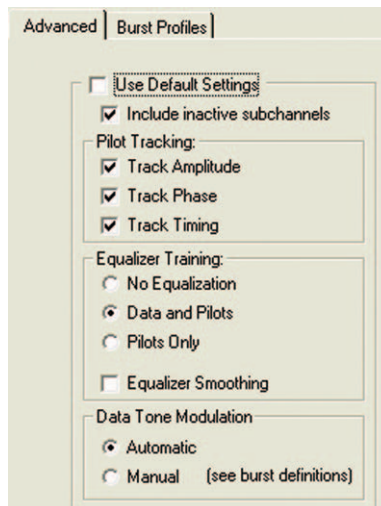 Advanced Burst Profiles
Use Default Settings
Include inactive subchannels
Pilot Tracking:
Track Amplitude
Track Phase
Track Timing
Equalizer Training:
No Equalization
Data and Pilots
Pilots Only
Equalizer Smoothing
Data Tone Modulation
Automatic
Manual (see burst definitions)